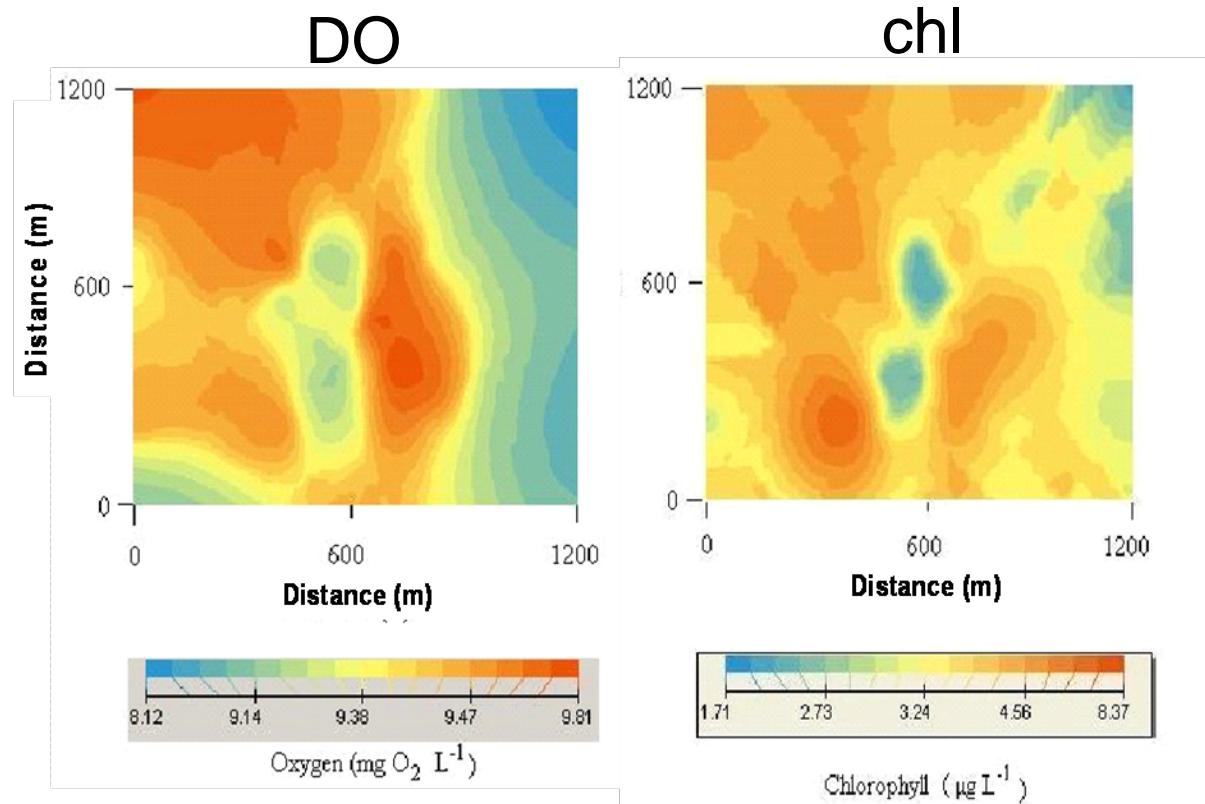 DO
1200
600
0
Distance (m)
0 600 1200
Distance (m)
8.12 9.14 9.38 9.47 9.81
Oxygen (mg O₂ L⁻¹)
chl
1200
600
0
0 600 1200
Distance (m)
1.71 2.73 3.24 4.56 8.37
Chlorophyll (µg L⁻¹)